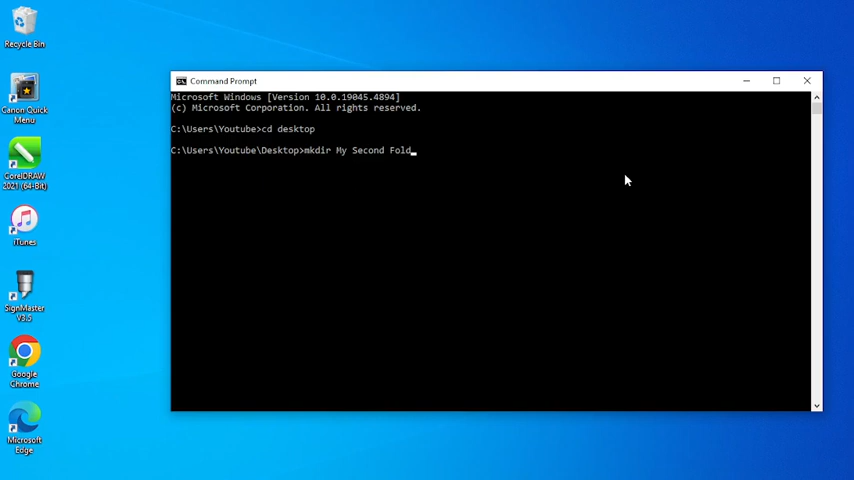 Recycle Bin
Canon Quick
Menu
CorelDRAW
2021 (64-Bit)
iTunes
SignMaster
V3.5
Google
Chrome
Microsoft
Edge
Command Prompt
Microsoft Windows [Version 10.0.19045.4894]
(c) Microsoft Corporation. All rights reserved.
C:\Users\Youtube>cd desktop
C:\Users\Youtube\Desktop>mkdir My Second Fold